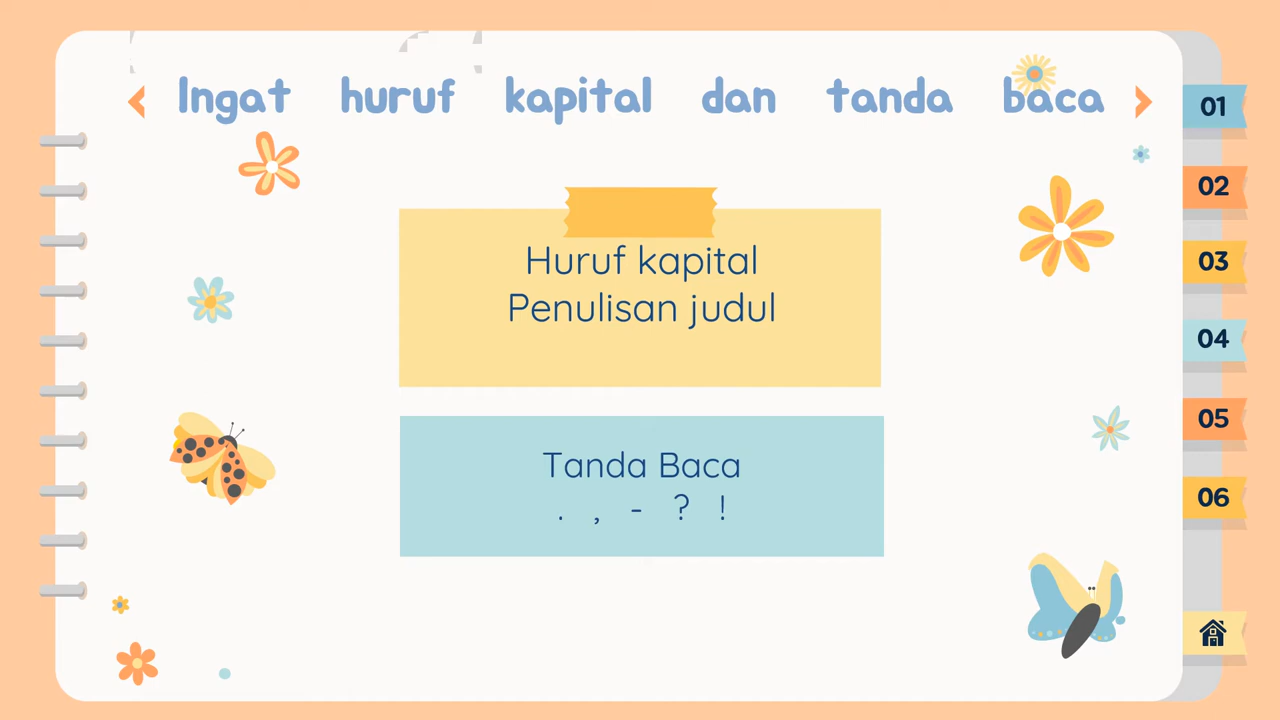 Ingat huruf kapital dan tanda baca
Huruf kapital
Penulisan judul
Tanda Baca
. , - ? !
01
02
03
04
05
06